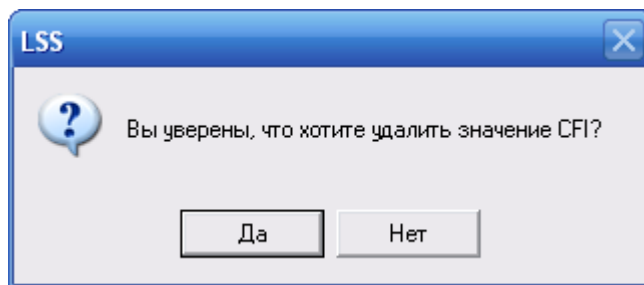 LSS
Вы уверены, что хотите удалить значение CFI?
Да
Нет